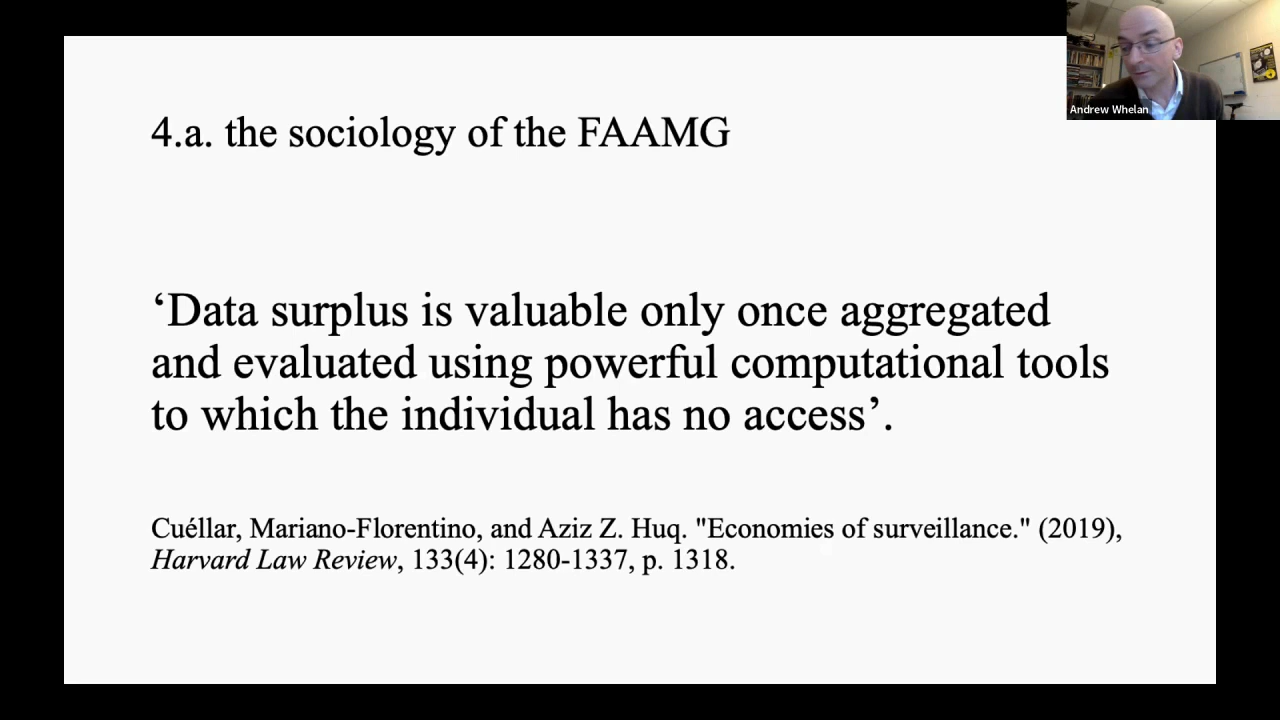 4.a. the sociology of the FAAMG
Andrew Whelan
‘Data surplus is valuable only once aggregated
and evaluated using powerful computational tools
to which the individual has no access’.
Cuéllar, Mariano-Florentino, and Aziz Z. Huq. "Economies of surveillance." (2019),
Harvard Law Review, 133(4): 1280-1337, p. 1318.